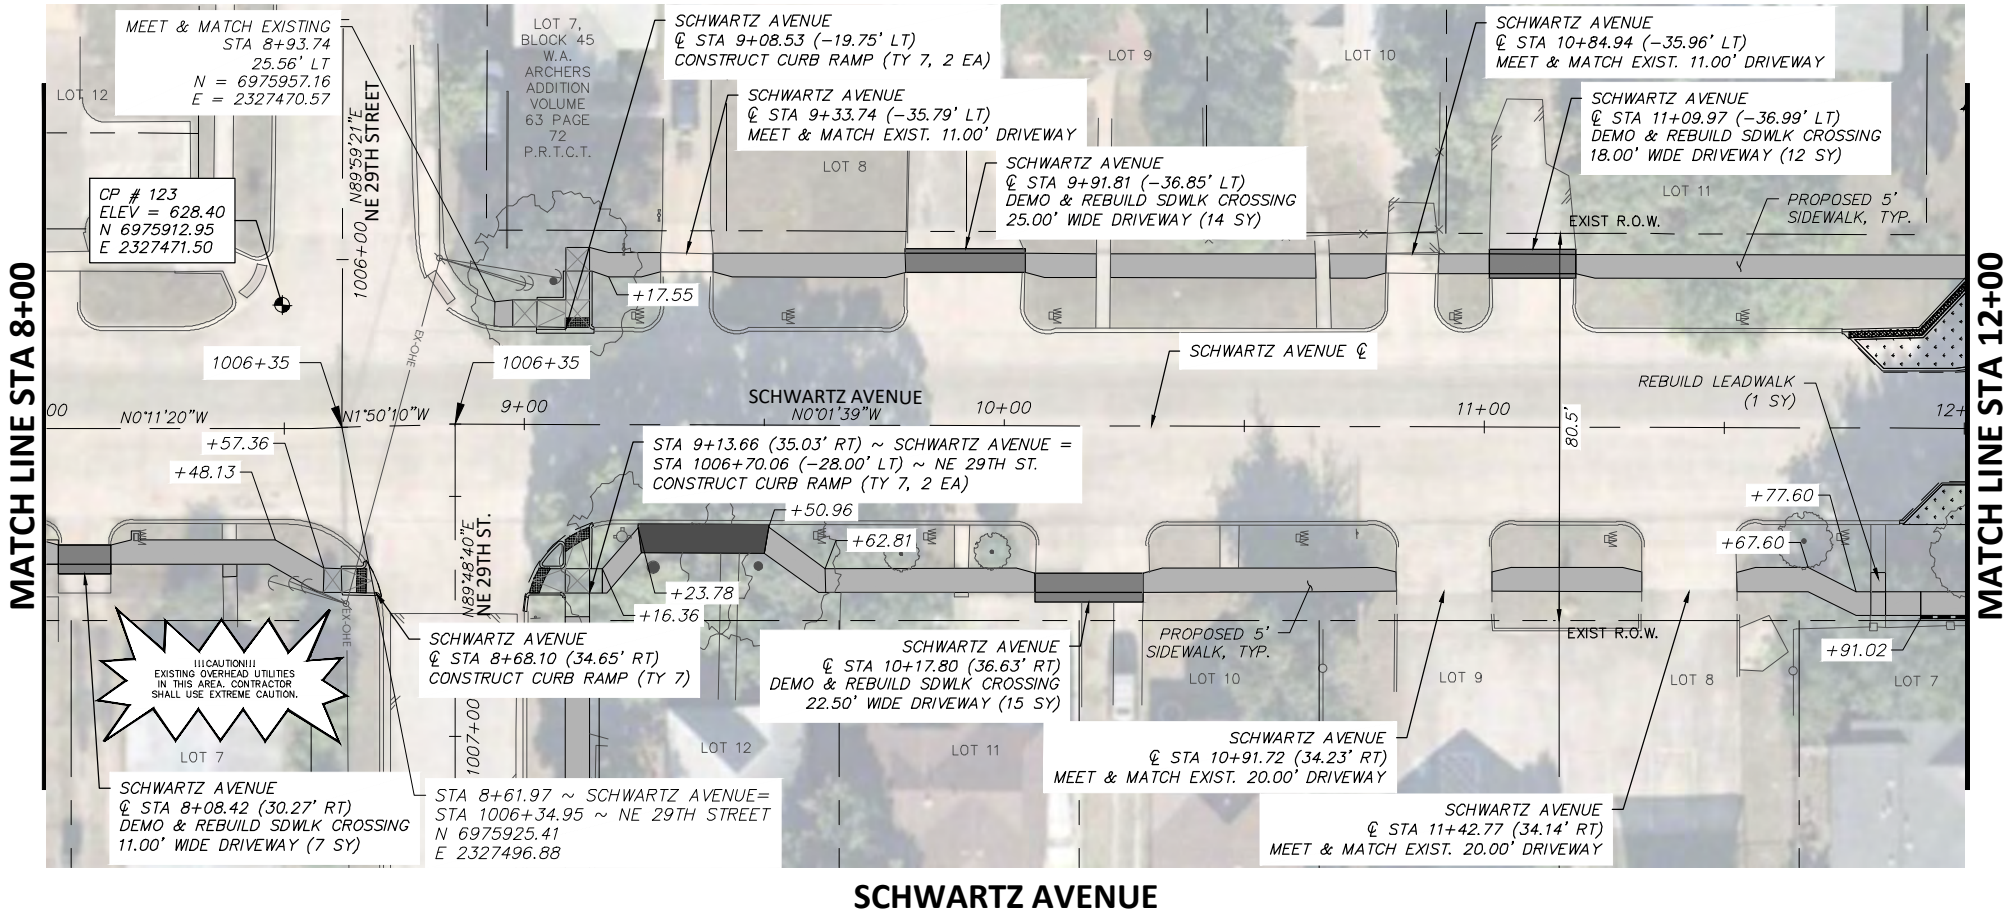 MEET & MATCH EXISTING
STA 8+93.74
25.56' LT
N = 6975957.16
E = 2327470.57
LOT 7,
BLOCK 45
W.A.
ARCHERS
ADDITION
VOLUME
63 PAGE
72
P.R.T.C.T.
SCHWARTZ AVENUE
℄ STA 9+08.53 (-19.75' LT)
CONSTRUCT CURB RAMP (TY 7, 2 EA)
SCHWARTZ AVENUE
℄ STA 9+33.74 (-35.79' LT)
MEET & MATCH EXIST. 11.00' DRIVEWAY
SCHWARTZ AVENUE
℄ STA 9+91.81 (-36.85' LT)
DEMO & REBUILD SDWLK CROSSING
25.00' WIDE DRIVEWAY (14 SY)
SCHWARTZ AVENUE
℄ STA 10+84.94 (-35.96' LT)
MEET & MATCH EXIST. 11.00' DRIVEWAY
SCHWARTZ AVENUE
℄ STA 11+09.97 (-36.99' LT)
DEMO & REBUILD SDWLK CROSSING
18.00' WIDE DRIVEWAY (12 SY)
LOT 12
LOT 8
LOT 9
LOT 10
LOT 11
PROPOSED 5'
SIDEWALK, TYP.
EXIST R.O.W.
CP # 123
ELEV = 628.40
N 6975912.95
E 2327471.50
N89°59'21"E
NE 29TH STREET
1006+00
EX-OHE
+17.55
MATCH LINE STA 8+00
MATCH LINE STA 12+00
1006+35
1006+35
SCHWARTZ AVENUE ℄
REBUILD LEADWALK
(1 SY)
00
N0°11'20"W
N1°50'10"W
9+00
SCHWARTZ AVENUE
N0°01'39"W
10+00
11+00
12+
80.5'
+57.36
+48.13
STA 9+13.66 (35.03' RT) ~ SCHWARTZ AVENUE =
STA 1006+70.06 (-28.00' LT) ~ NE 29TH ST.
CONSTRUCT CURB RAMP (TY 7, 2 EA)
+50.96
+62.81
+23.78
+16.36
+77.60
+67.60
+91.02
N89°48'40"E
NE 29TH ST.
1007+00
EX-OHE
WM
WM
WM
WM
WM
WM
WM
WM
WM
WM
WM
!!!CAUTION!!!
EXISTING OVERHEAD UTILITIES
IN THIS AREA. CONTRACTOR
SHALL USE EXTREME CAUTION.
SCHWARTZ AVENUE
℄ STA 8+68.10 (34.65' RT)
CONSTRUCT CURB RAMP (TY 7)
SCHWARTZ AVENUE
℄ STA 10+17.80 (36.63' RT)
DEMO & REBUILD SDWLK CROSSING
22.50' WIDE DRIVEWAY (15 SY)
PROPOSED 5'
SIDEWALK, TYP.
EXIST R.O.W.
LOT 7
LOT 12
LOT 11
LOT 10
LOT 9
LOT 8
LOT 7
SCHWARTZ AVENUE
℄ STA 10+91.72 (34.23' RT)
MEET & MATCH EXIST. 20.00' DRIVEWAY
SCHWARTZ AVENUE
℄ STA 8+08.42 (30.27' RT)
DEMO & REBUILD SDWLK CROSSING
11.00' WIDE DRIVEWAY (7 SY)
STA 8+61.97 ~ SCHWARTZ AVENUE=
STA 1006+34.95 ~ NE 29TH STREET
N 6975925.41
E 2327496.88
SCHWARTZ AVENUE
℄ STA 11+42.77 (34.14' RT)
MEET & MATCH EXIST. 20.00' DRIVEWAY
SCHWARTZ AVENUE